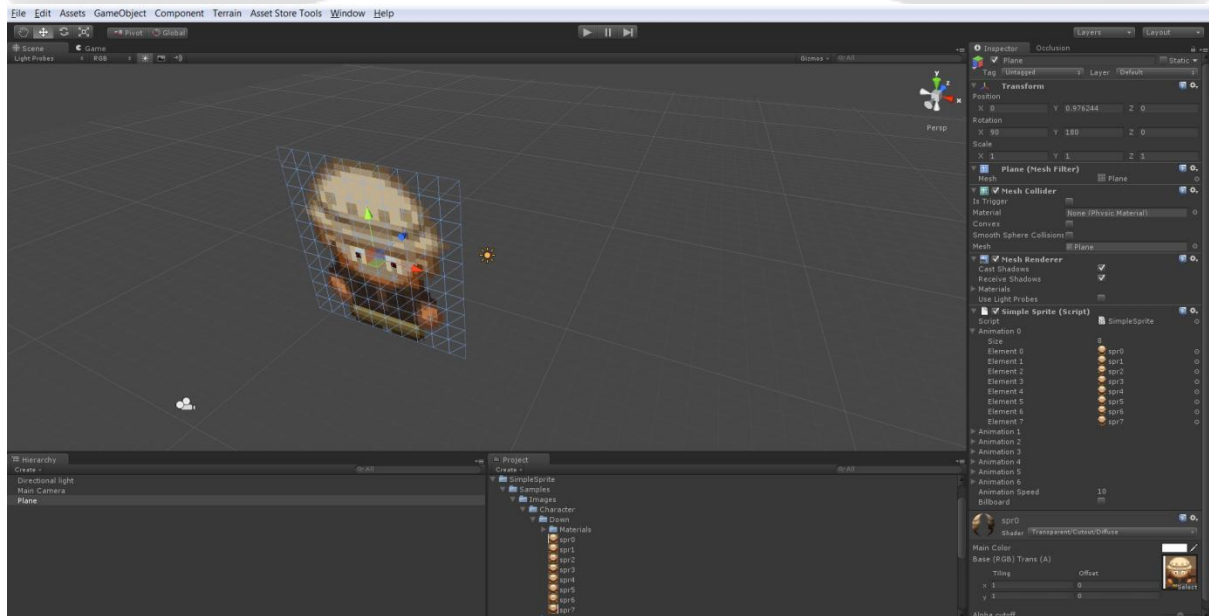 File Edit Assets GameObject Component Terrain Asset Store Tools Window Help
Pivot Global Layers Layout
Scene Game
Light Probes RGB Gizmos All
y
z
x
Persp
Inspector Occlusion
Plane Static
Tag Untagged Layer Default
Transform
Position
X 0 Y 0.976244 Z 0
Rotation
X 90 Y 180 Z 0
Scale
X 1 Y 1 Z 1
Plane (Mesh Filter)
Mesh Plane
Mesh Collider
Is Trigger
Material None (Physic Material)
Convex
Smooth Sphere Collisions
Mesh Plane
Mesh Renderer
Cast Shadows
Receive Shadows
Materials
Use Light Probes
Simple Sprite (Script)
Script SimpleSprite
Animation 0
Size 8
Element 0 spr0
Element 1 spr1
Element 2 spr2
Element 3 spr3
Element 4 spr4
Element 5 spr5
Element 6 spr6
Element 7 spr7
Animation 1
Animation 2
Animation 3
Animation 4
Animation 5
Animation 6
Animation Speed 10
Billboard
spr0
Shader Transparent/Cutout/Diffuse
Main Color
Base (RGB) Trans (A)
Tiling Offset
x 1 0
y 1 0
Select
Alpha cutoff
Hierarchy
Create All
Directional light
Main Camera
Plane
Project
Create All
SimpleSprite
Samples
Images
Character
Down
Materials
spr0
spr1
spr2
spr3
spr4
spr5
spr6
spr7